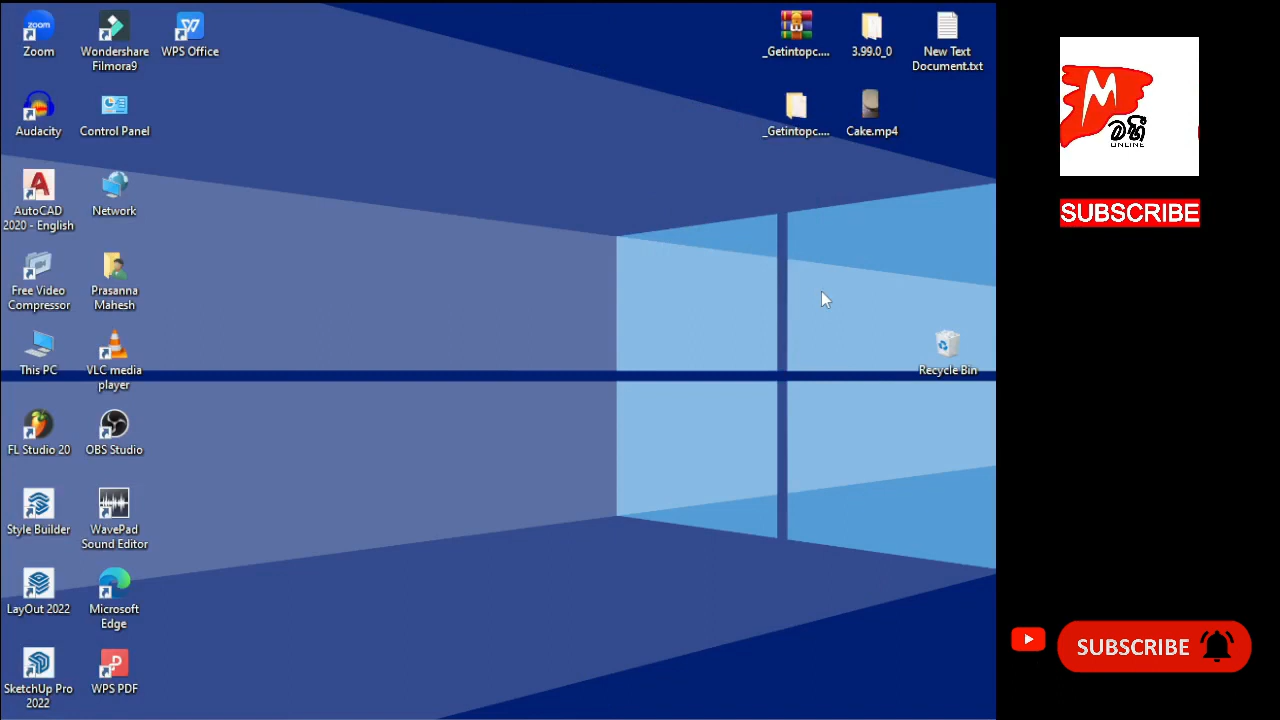 Zoom
Wondershare
Filmora9
WPS Office
Audacity
Control Panel
AutoCAD
2020 - English
Network
Free Video
Compressor
Prasanna
Mahesh
This PC
VLC media
player
FL Studio 20
OBS Studio
Style Builder
WavePad
Sound Editor
LayOut 2022
Microsoft
Edge
SketchUp Pro
2022
WPS PDF
_Getintopc....
3.99.0_0
New Text
Document.txt
_Getintopc....
Cake.mp4
Recycle Bin
M
මහී
ONLINE
SUBSCRIBE
SUBSCRIBE